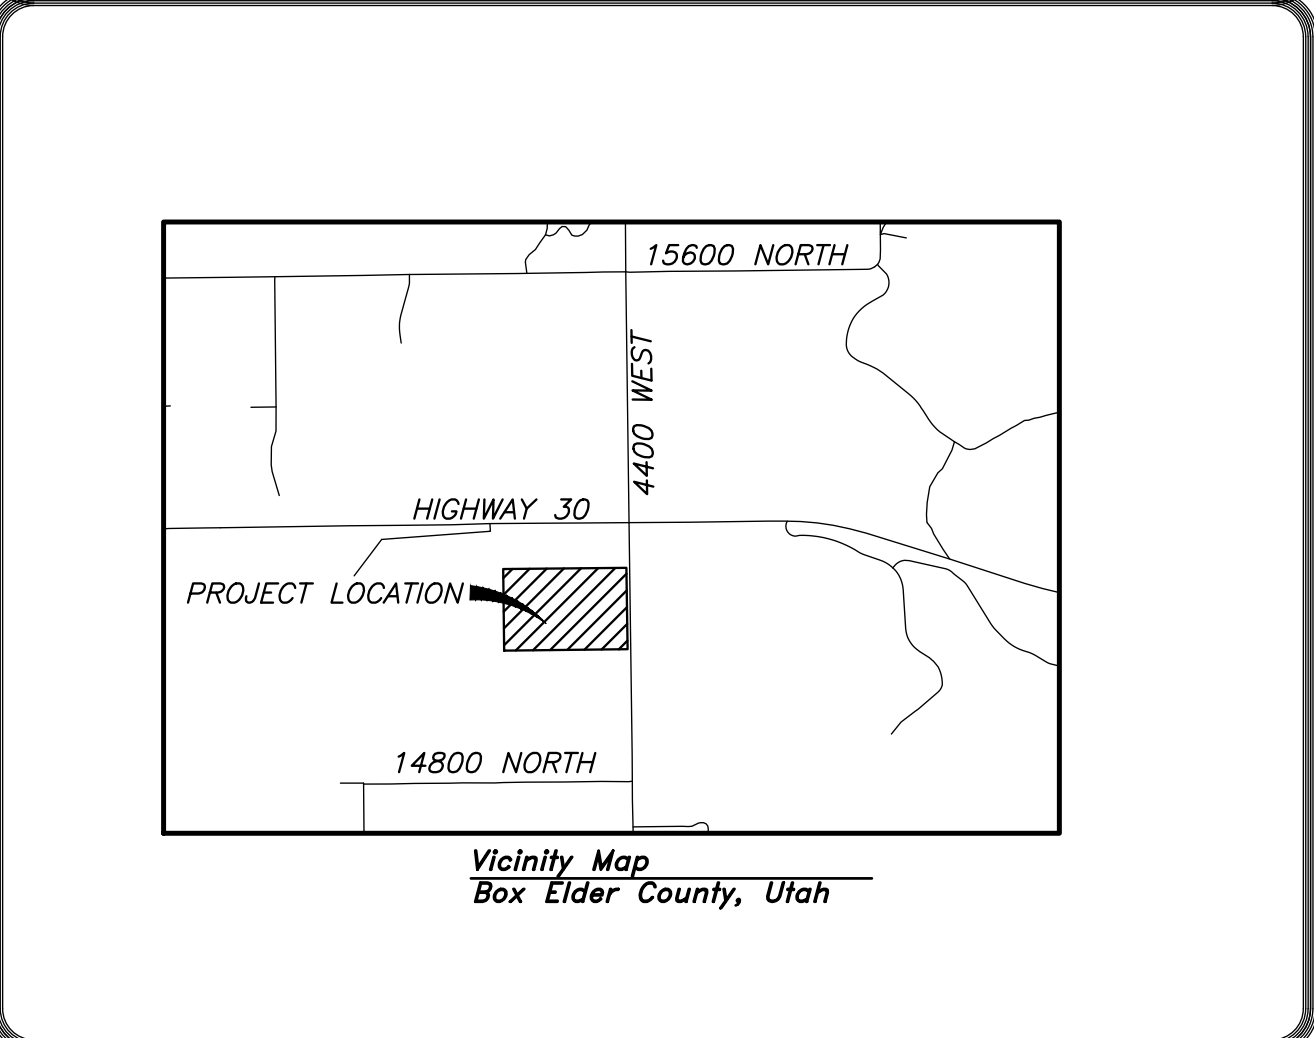 15600 NORTH
4400 WEST
HIGHWAY 30
PROJECT LOCATION
14800 NORTH
Vicinity Map
Box Elder County, Utah